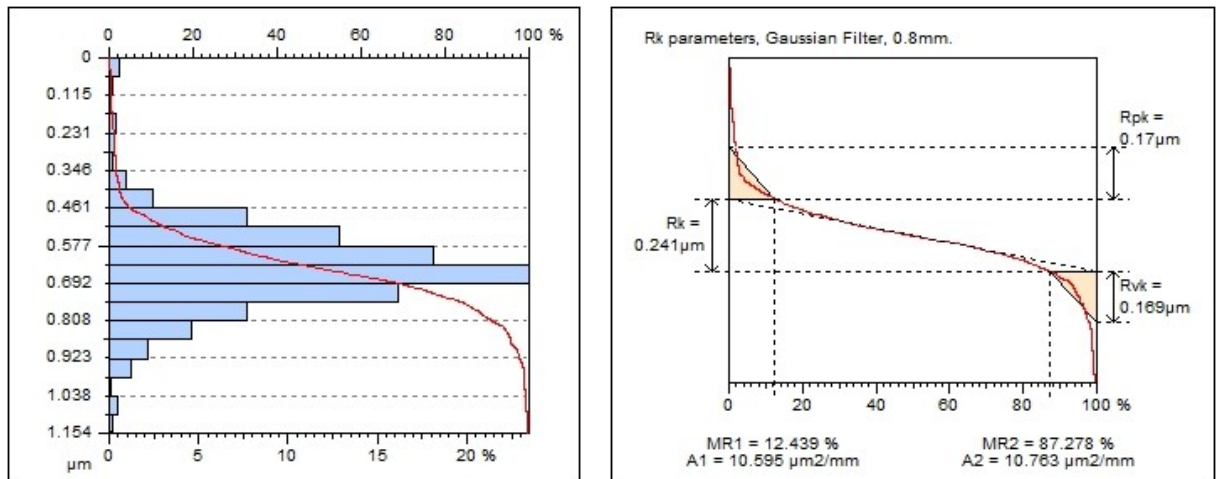 0 20 40 60 80 100 %
0
0.115
0.231
0.346
0.461
0.577
0.692
0.808
0.923
1.038
1.154
µm
0 5 10 15 20 %
Rk parameters, Gaussian Filter, 0.8mm.
Rpk =
0.17µm
Rk =
0.241µm
Rvk =
0.169µm
0 20 40 60 80 100 %
MR1 = 12.439 % MR2 = 87.278 %
A1 = 10.595 µm2/mm A2 = 10.763 µm2/mm